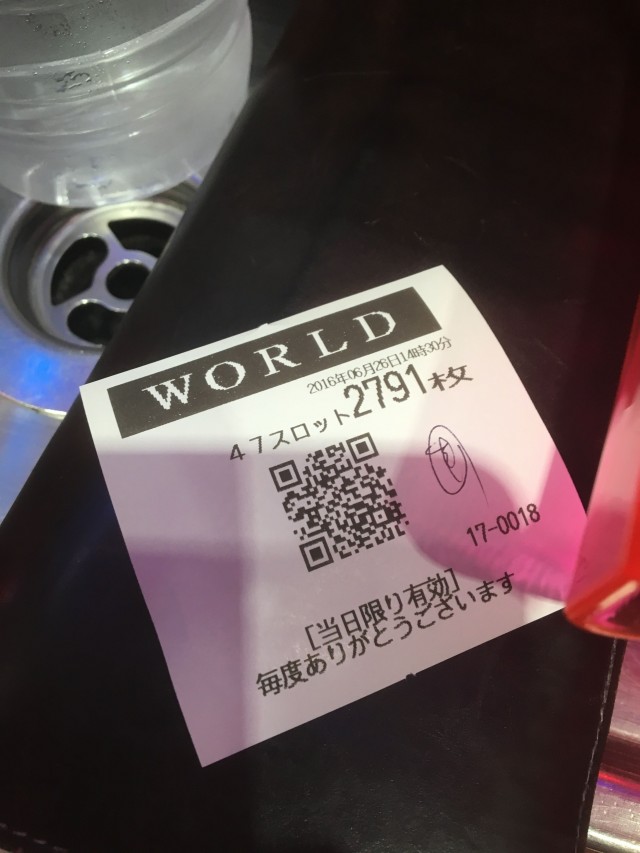 WORLD
2016年06月26日14時30分
47スロット2791枚
17-0018
[当日限り有効]
毎度ありがとうございます